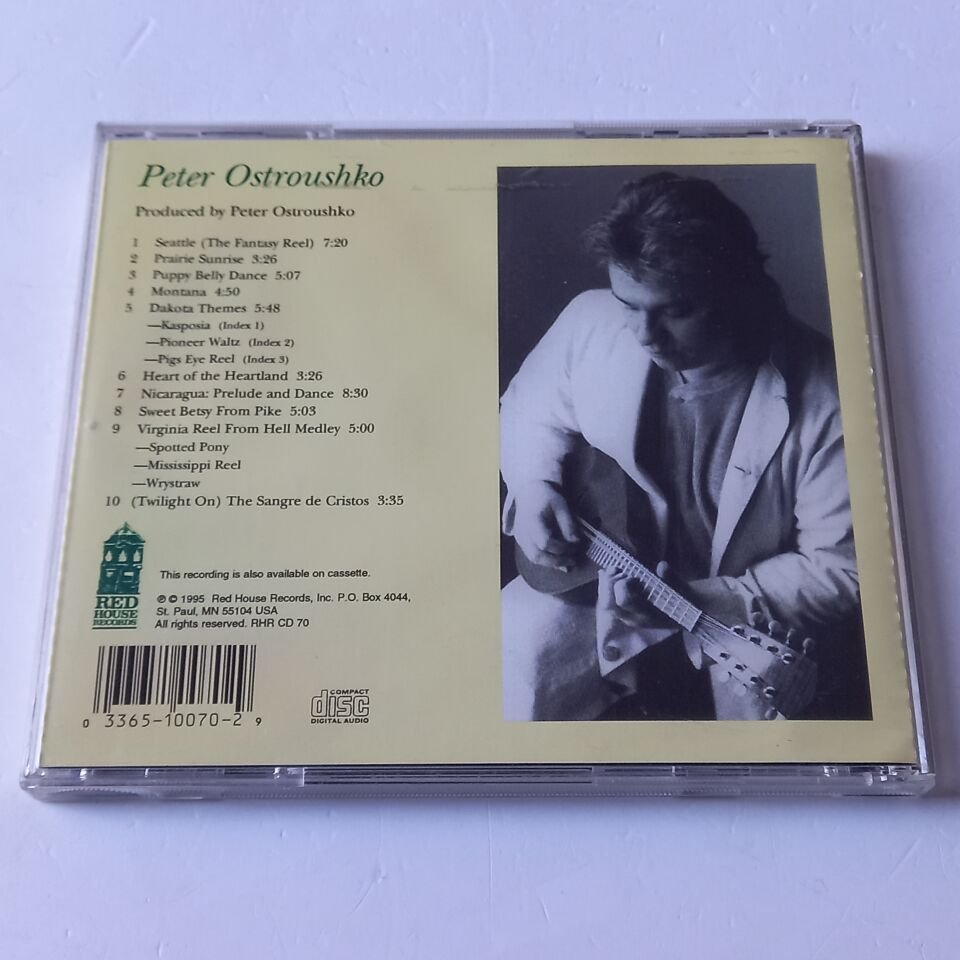 Peter Ostroushko
Produced by Peter Ostroushko
1 Seattle (The Fantasy Reel) 7:20
2 Prairie Sunrise 3:26
3 Puppy Belly Dance 5:07
4 Montana 4:50
5 Dakota Themes 5:48
—Kasposia (Index 1)
—Pioneer Waltz (Index 2)
—Pigs Eye Reel (Index 3)
6 Heart of the Heartland 3:26
7 Nicaragua: Prelude and Dance 8:30
8 Sweet Betsy From Pike 5:03
9 Virginia Reel From Hell Medley 5:00
—Spotted Pony
—Mississippi Reel
—Wrystraw
10 (Twilight On) The Sangre de Cristos 3:35
RED
HOUSE
RECORDS
This recording is also available on cassette.
℗ © 1995 Red House Records, Inc. P.O. Box 4044,
St. Paul, MN 55104 USA
All rights reserved. RHR CD 70
0 3365-10070-2 9
COMPACT
disc
DIGITAL AUDIO